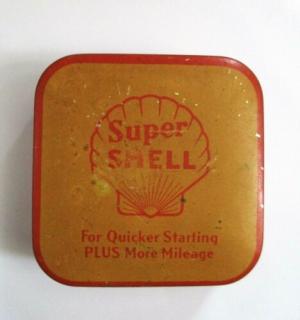 Super
SHELL
For Quicker Starting
PLUS More Mileage